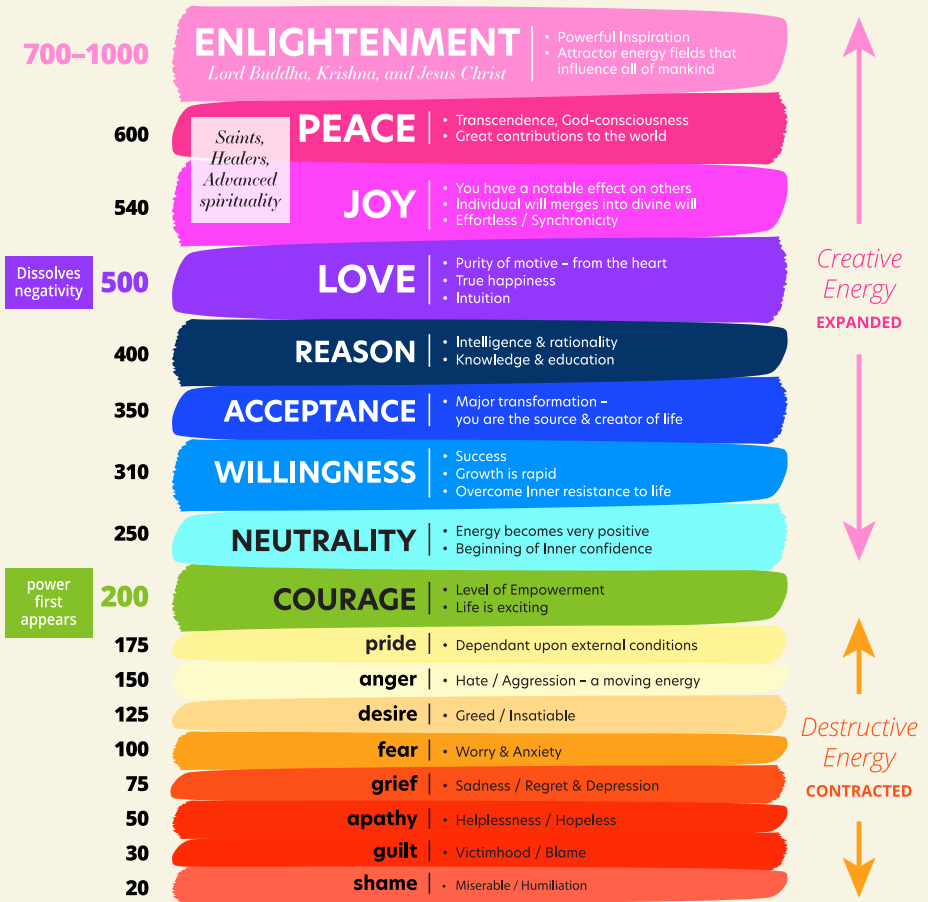 700–1000
ENLIGHTENMENT
Lord Buddha, Krishna, and Jesus Christ
• Powerful Inspiration
• Attractor energy fields that
influence all of mankind
600
PEACE
• Transcendence, God-consciousness
• Great contributions to the world
Saints,
Healers,
Advanced
spirituality
540
JOY
• You have a notable effect on others
• Individual will merges into divine will
• Effortless / Synchronicity
Dissolves
negativity
500
LOVE
• Purity of motive – from the heart
• True happiness
• Intuition
Creative
Energy
EXPANDED
400
REASON
• Intelligence & rationality
• Knowledge & education
350
ACCEPTANCE
• Major transformation –
you are the source & creator of life
310
WILLINGNESS
• Success
• Growth is rapid
• Overcome Inner resistance to life
250
NEUTRALITY
• Energy becomes very positive
• Beginning of Inner confidence
power
first
appears
200
COURAGE
• Level of Empowerment
• Life is exciting
175
pride
• Dependant upon external conditions
150
anger
• Hate / Aggression – a moving energy
125
desire
• Greed / Insatiable
100
fear
• Worry & Anxiety
Destructive
Energy
CONTRACTED
75
grief
• Sadness / Regret & Depression
50
apathy
• Helplessness / Hopeless
30
guilt
• Victimhood / Blame
20
shame
• Miserable / Humiliation